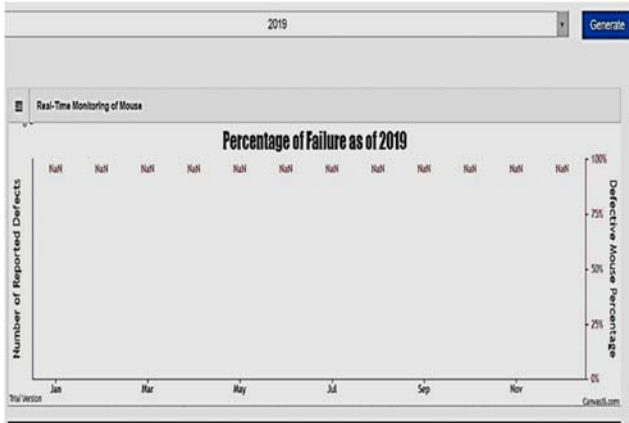 2019
Generate
Real-Time Monitoring of Mouse
Percentage of Failure as of 2019
NaN NaN NaN NaN NaN NaN NaN NaN NaN NaN NaN NaN
Number of Reported Defects
100%
75%
50%
25%
0%
Defective Mouse Percentage
Jan Mar May Jul Sep Nov
Trial Version
CanvasJS.com